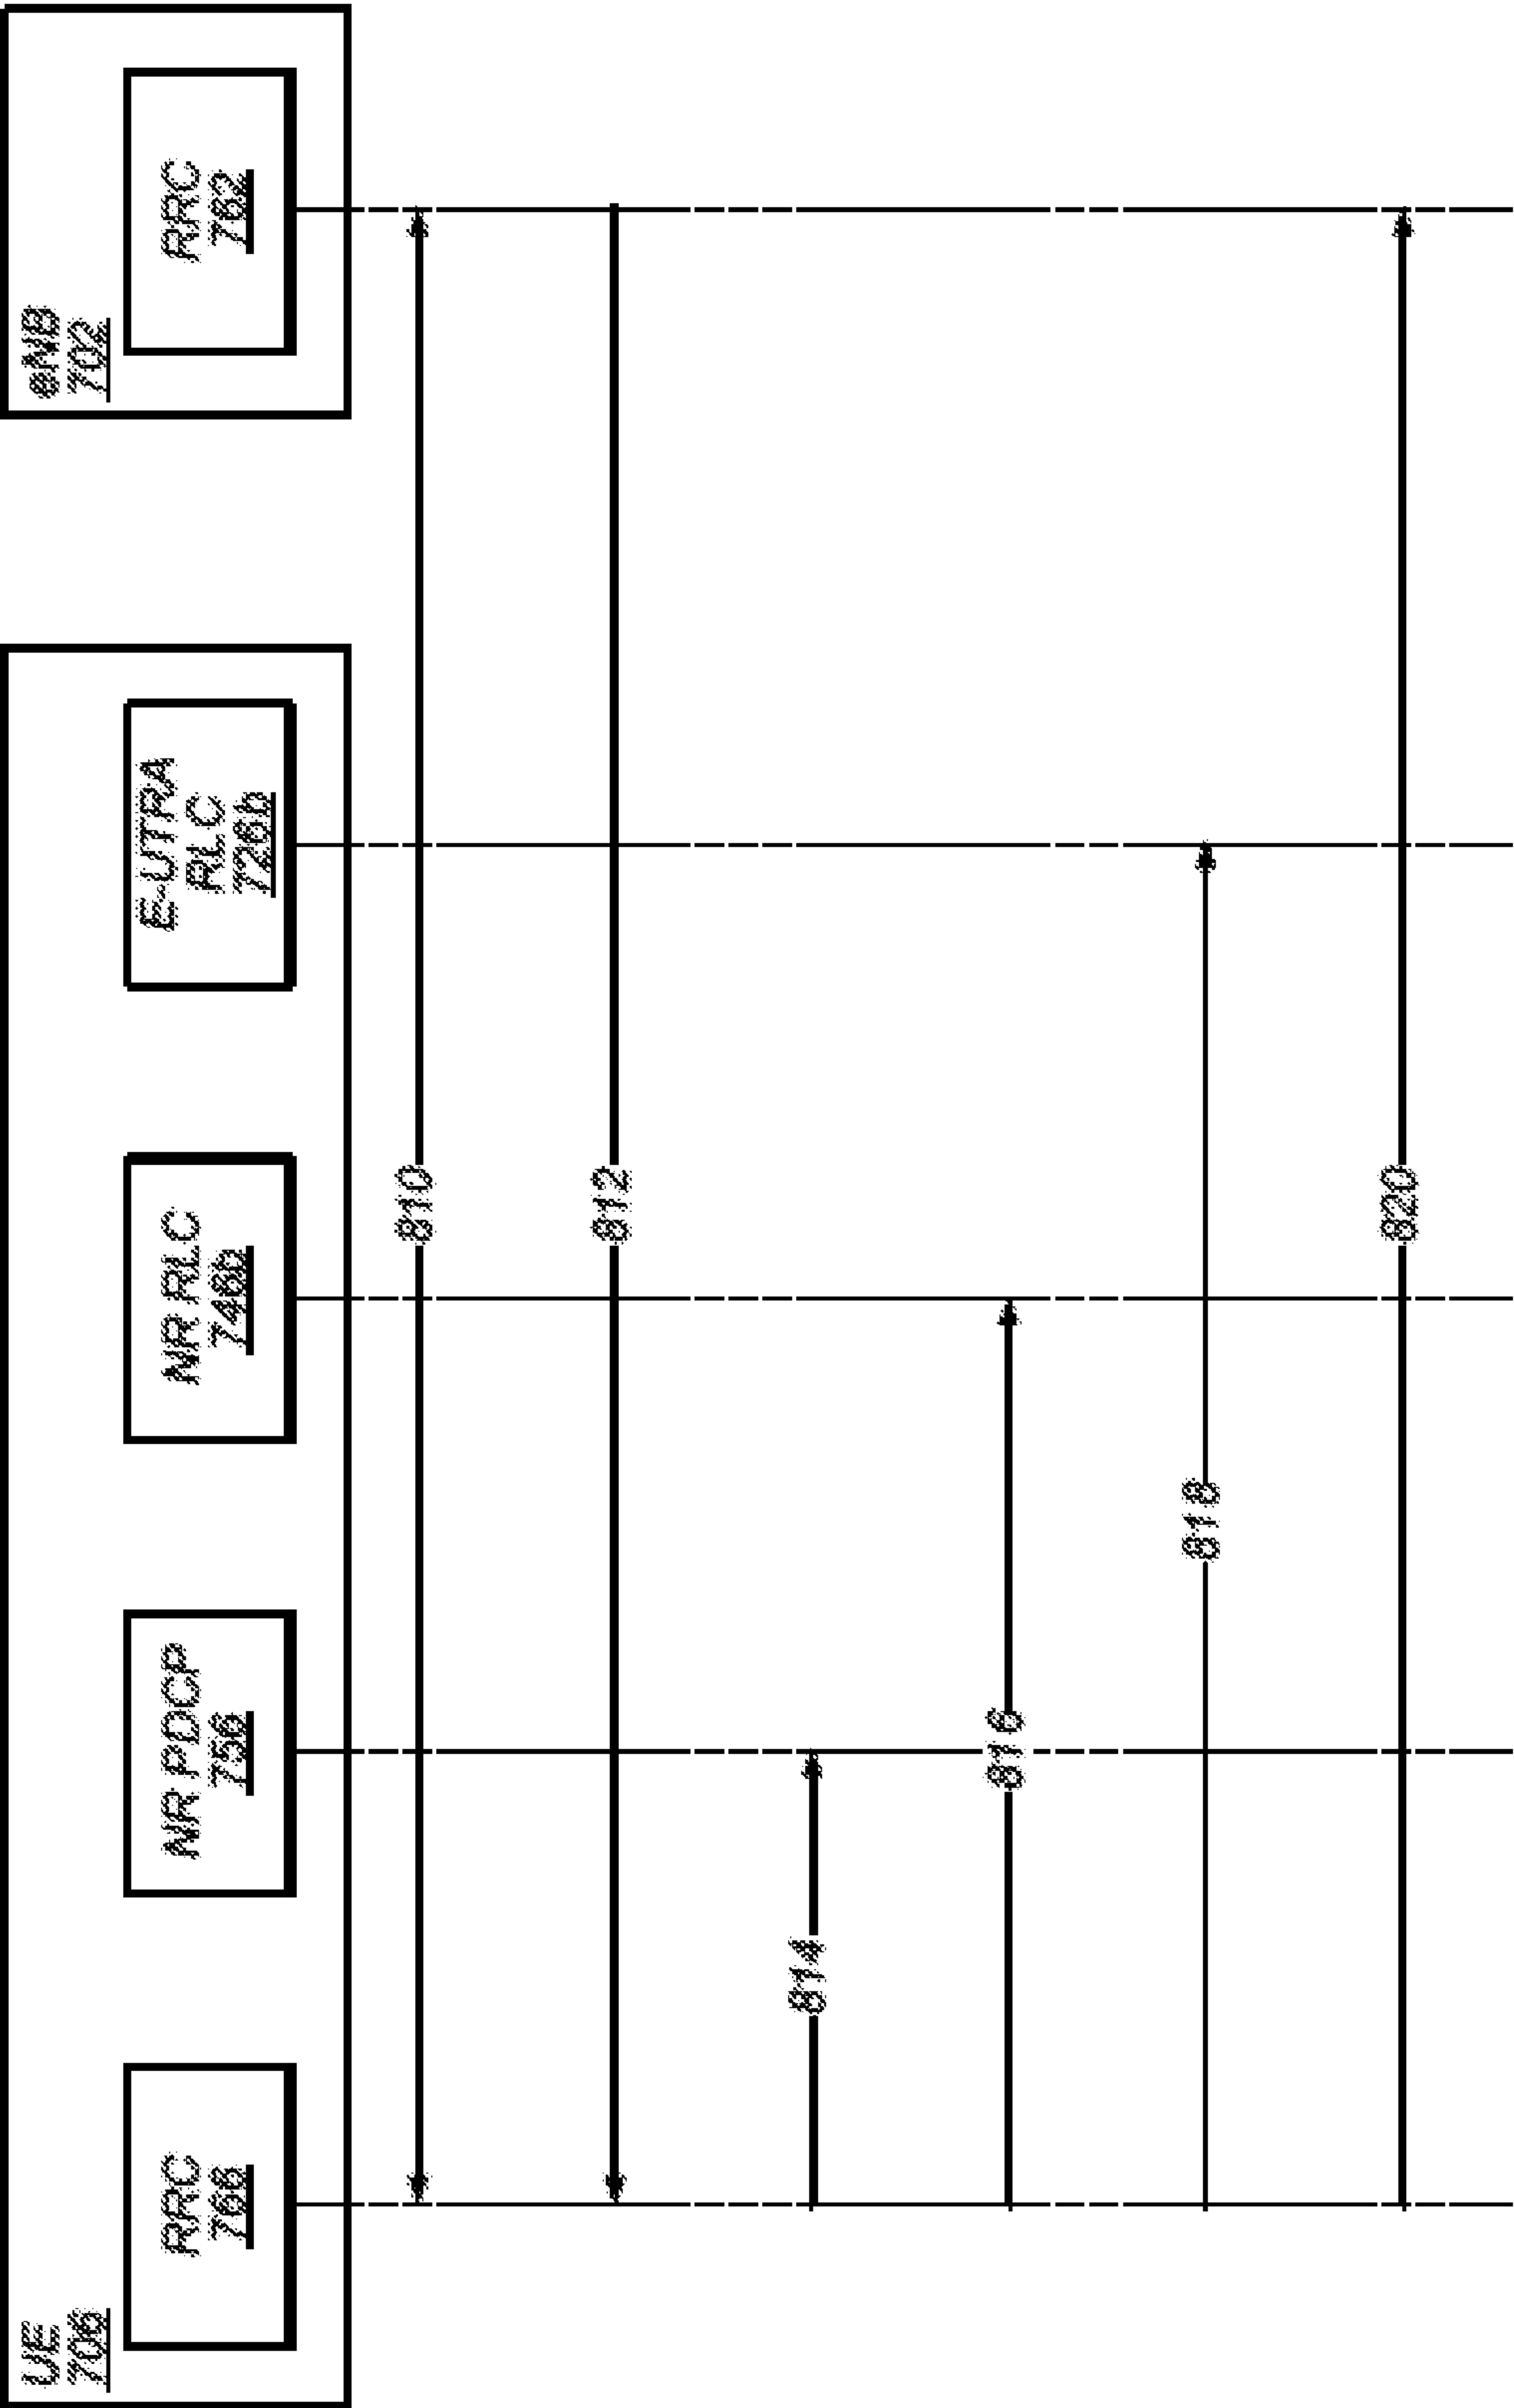 UE
706
RRC
766
NR PDCP
756
NR RLC
746b
E-UTRA
RLC
726b
eNB
702
RRC
762
810
812
814
816
818
820